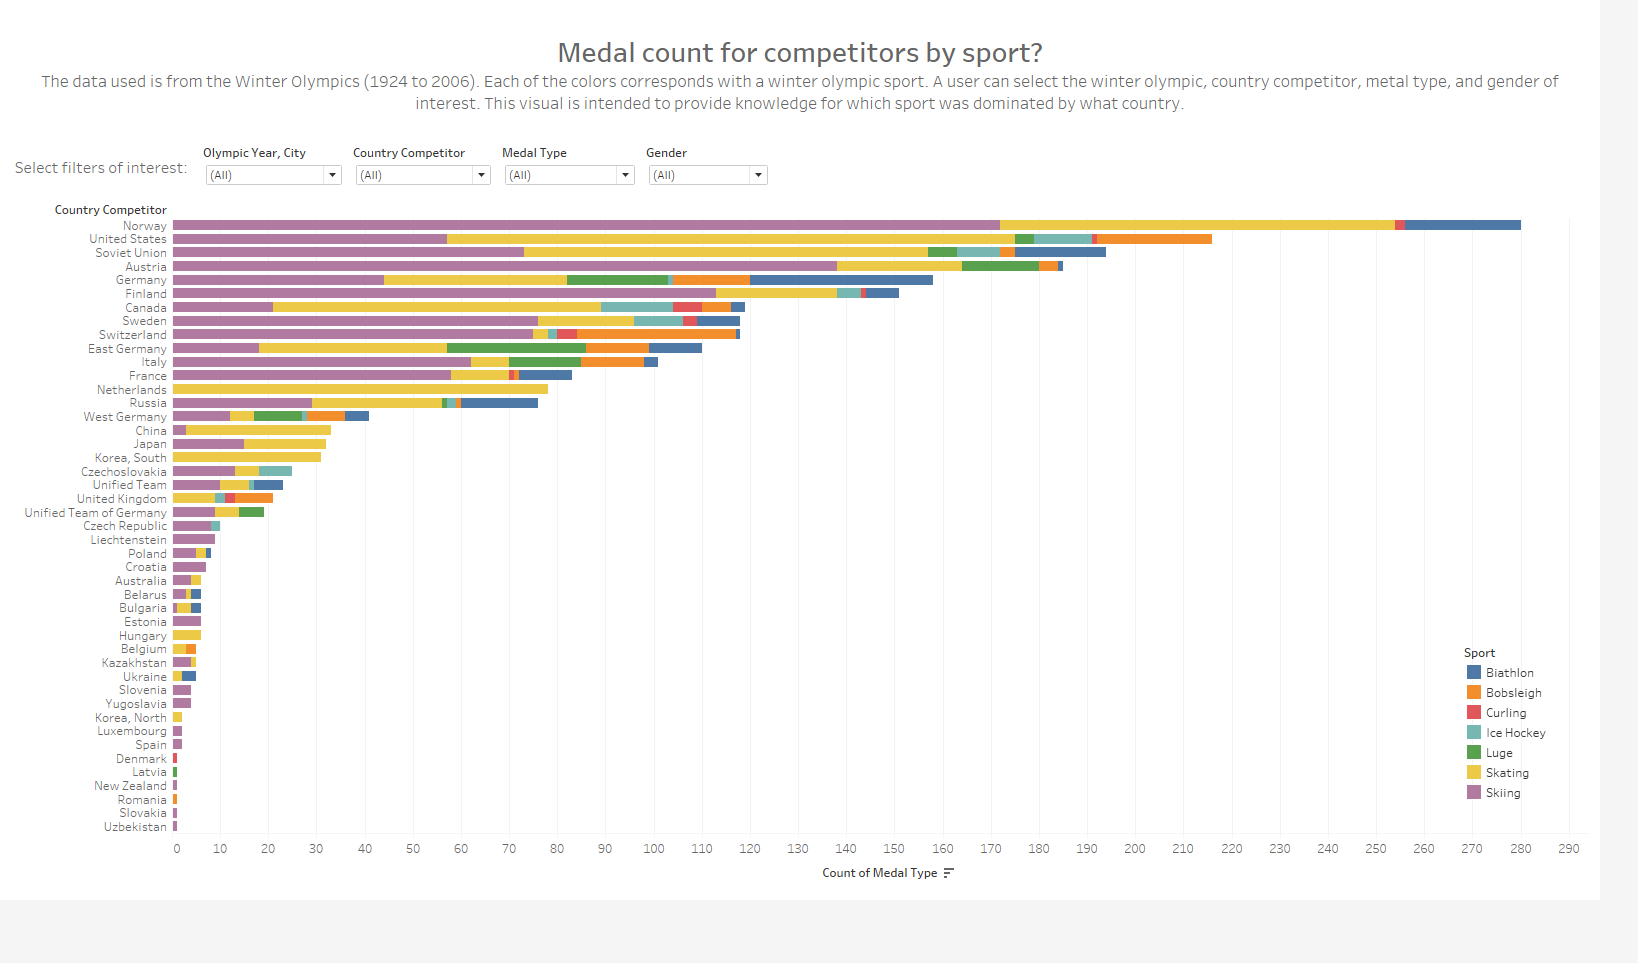 Medal count for competitors by sport?
The data used is from the Winter Olympics (1924 to 2006). Each of the colors corresponds with a winter olympic sport. A user can select the winter olympic, country competitor, metal type, and gender of
interest. This visual is intended to provide knowledge for which sport was dominated by what country.
Select filters of interest:
Olympic Year, City
(All)
Country Competitor
(All)
Medal Type
(All)
Gender
(All)
Country Competitor
Norway
United States
Soviet Union
Austria
Germany
Finland
Canada
Sweden
Switzerland
East Germany
Italy
France
Netherlands
Russia
West Germany
China
Japan
Korea, South
Czechoslovakia
Unified Team
United Kingdom
Unified Team of Germany
Czech Republic
Liechtenstein
Poland
Croatia
Australia
Belarus
Bulgaria
Estonia
Hungary
Belgium
Kazakhstan
Ukraine
Slovenia
Yugoslavia
Korea, North
Luxembourg
Spain
Denmark
Latvia
New Zealand
Romania
Slovakia
Uzbekistan
0 10 20 30 40 50 60 70 80 90 100 110 120 130 140 150 160 170 180 190 200 210 220 230 240 250 260 270 280 290
Count of Medal Type
Sport
Biathlon
Bobsleigh
Curling
Ice Hockey
Luge
Skating
Skiing